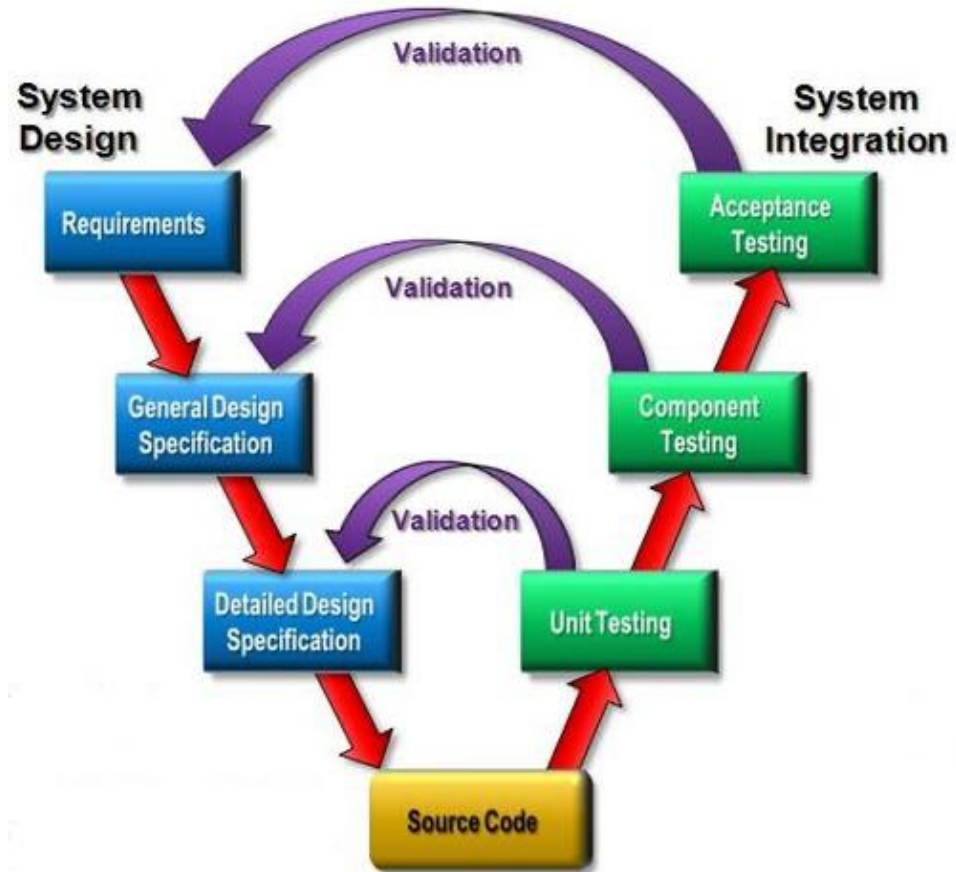 Validation
System
Design
System
Integration
Requirements
Acceptance
Testing
Validation
General Design
Specification
Component
Testing
Validation
Detailed Design
Specification
Unit Testing
Source Code